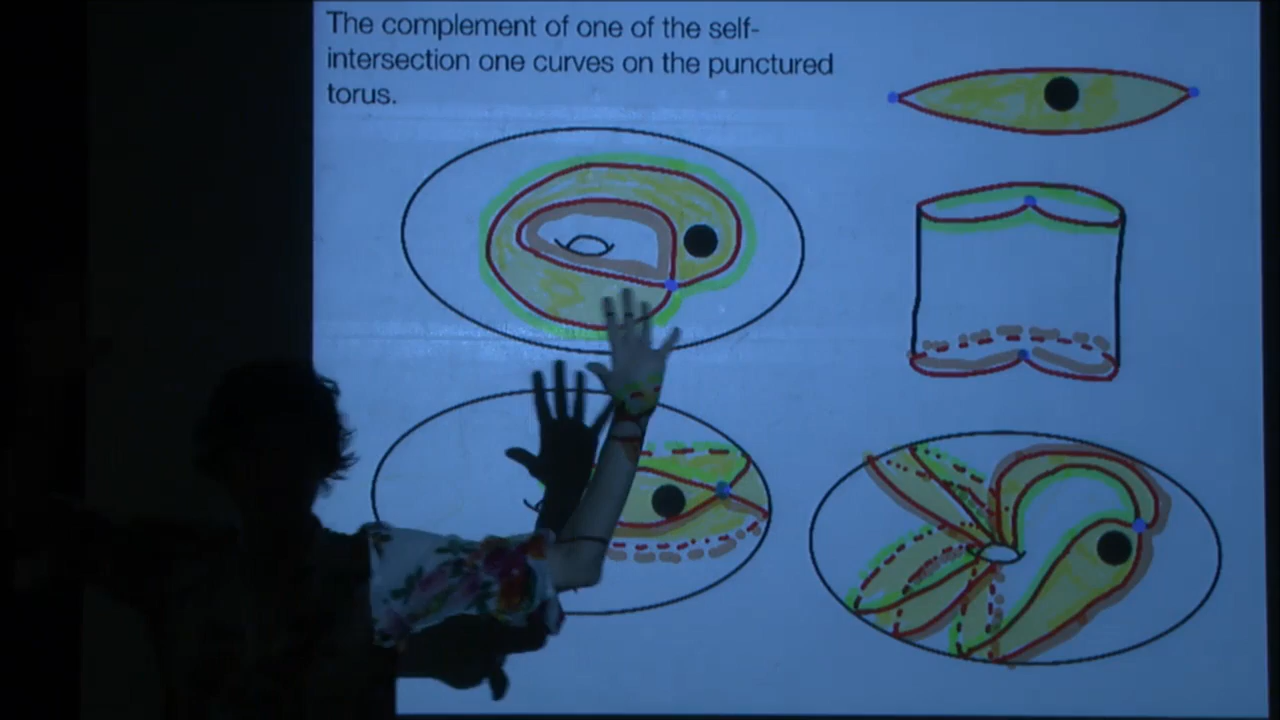 The complement of one of the self-
intersection one curves on the punctured
torus.